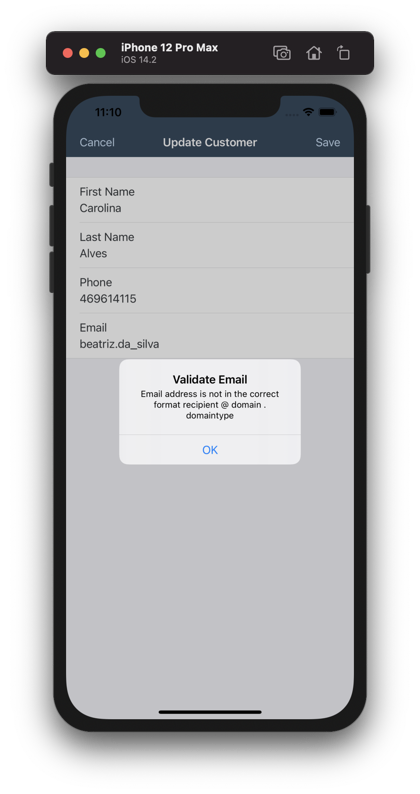 iPhone 12 Pro Max
iOS 14.2
11:10
Cancel Update Customer Save
First Name
Carolina
Last Name
Alves
Phone
469614115
Email
beatriz.da_silva
Validate Email
Email address is not in the correct
format recipient @ domain .
domaintype
OK